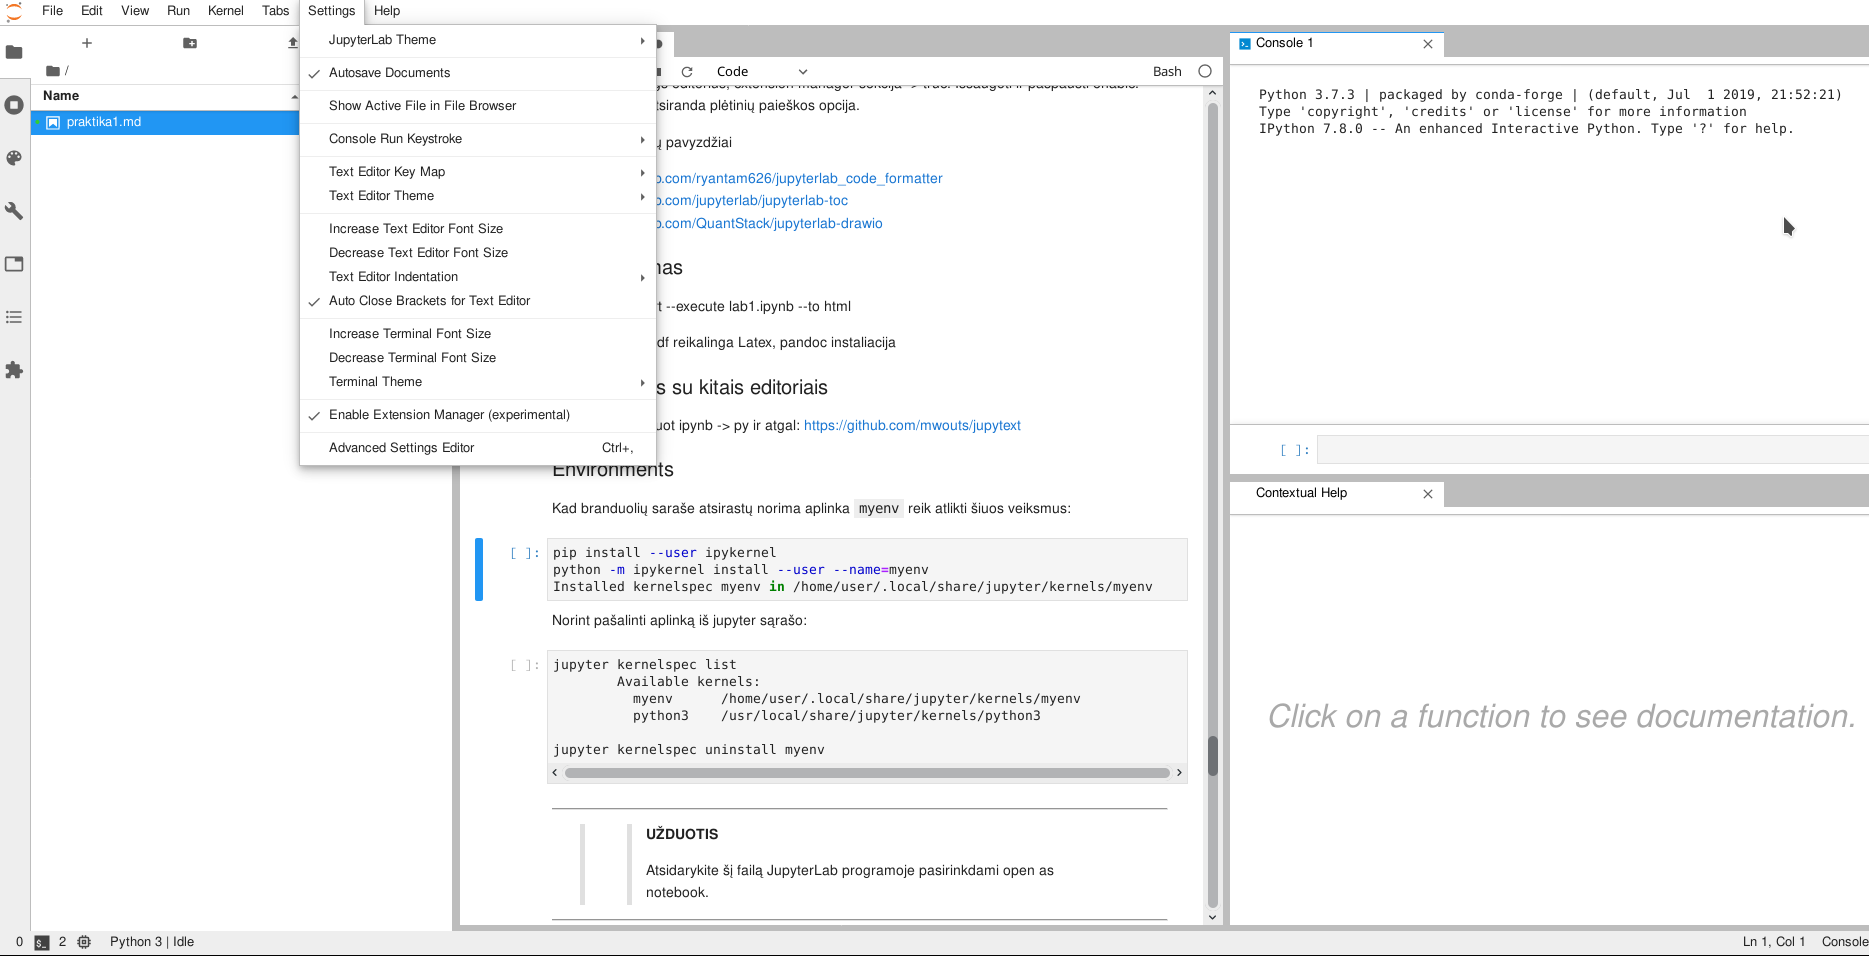 File Edit View Run Kernel Tabs Settings Help
/
Name
praktika1.md
JupyterLab Theme
Autosave Documents
Show Active File in File Browser
Console Run Keystroke
Text Editor Key Map
Text Editor Theme
Increase Text Editor Font Size
Decrease Text Editor Font Size
Text Editor Indentation
Auto Close Brackets for Text Editor
Increase Terminal Font Size
Decrease Terminal Font Size
Terminal Theme
Enable Extension Manager (experimental)
Advanced Settings Editor Ctrl+,
Code Bash
tsiranda plėtinių paieškos opcija.
ų pavyzdžiai
b.com/ryantam626/jupyterlab_code_formatter
b.com/jupyterlab/jupyterlab-toc
b.com/QuantStack/jupyterlab-drawio
nas
t --execute lab1.ipynb --to html
df reikalinga Latex, pandoc instaliacija
s su kitais editoriais
uot ipynb -> py ir atgal: https://github.com/mwouts/jupytext
Environments
Kad branduolių saraše atsirastų norima aplinka myenv reik atlikti šiuos veiksmus:
[ ]: pip install --user ipykernel
python -m ipykernel install --user --name=myenv
Installed kernelspec myenv in /home/user/.local/share/jupyter/kernels/myenv
Norint pašalinti aplinką iš jupyter sąrašo:
[ ]: jupyter kernelspec list
Available kernels:
myenv /home/user/.local/share/jupyter/kernels/myenv
python3 /usr/local/share/jupyter/kernels/python3
jupyter kernelspec uninstall myenv
UŽDUOTIS
Atsidarykite šį failą JupyterLab programoje pasirinkdami open as
notebook.
Console 1
Python 3.7.3 | packaged by conda-forge | (default, Jul  1 2019, 21:52:21)
Type 'copyright', 'credits' or 'license' for more information
IPython 7.8.0 -- An enhanced Interactive Python. Type '?' for help.
[ ]:
Contextual Help
Click on a function to see documentation.
0 $_ 2 Python 3 | Idle Ln 1, Col 1 Console